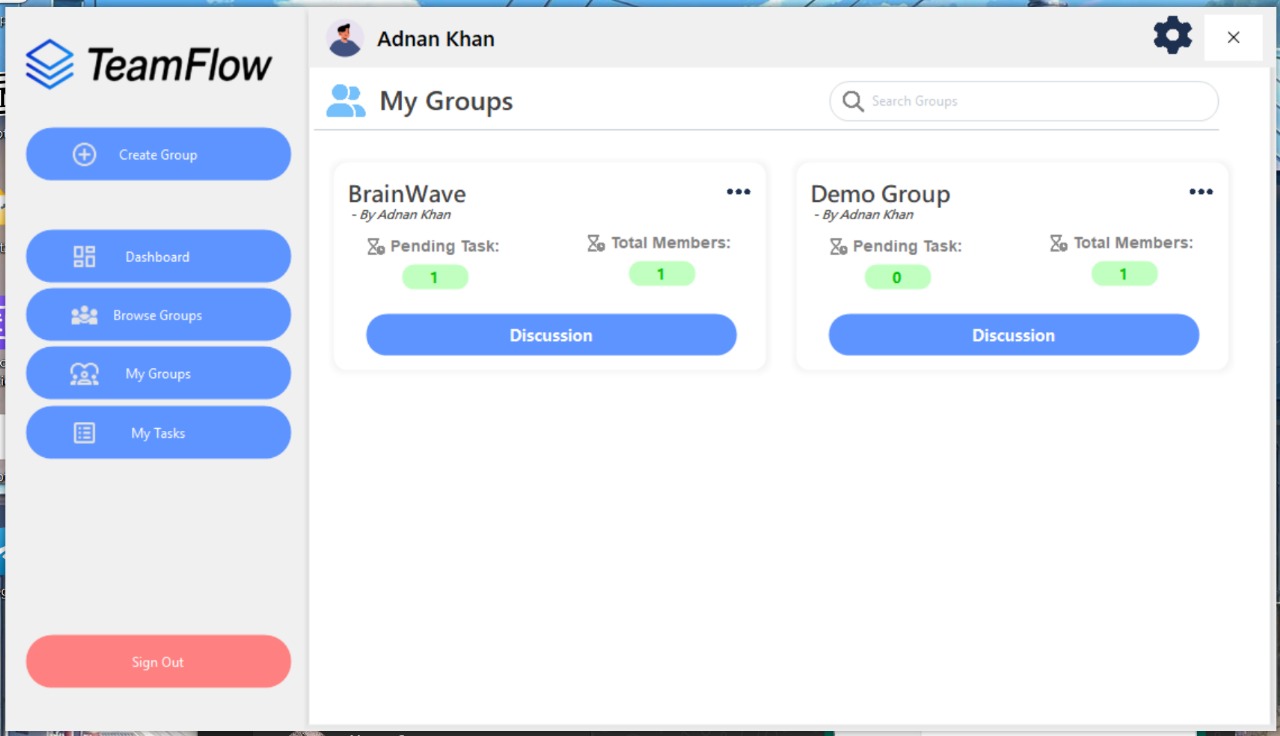 TeamFlow
Adnan Khan
My Groups
Search Groups
Create Group
Dashboard
Browse Groups
My Groups
My Tasks
Sign Out
BrainWave
- By Adnan Khan
Pending Task:
Total Members:
1
1
Discussion
Demo Group
- By Adnan Khan
Pending Task:
Total Members:
0
1
Discussion